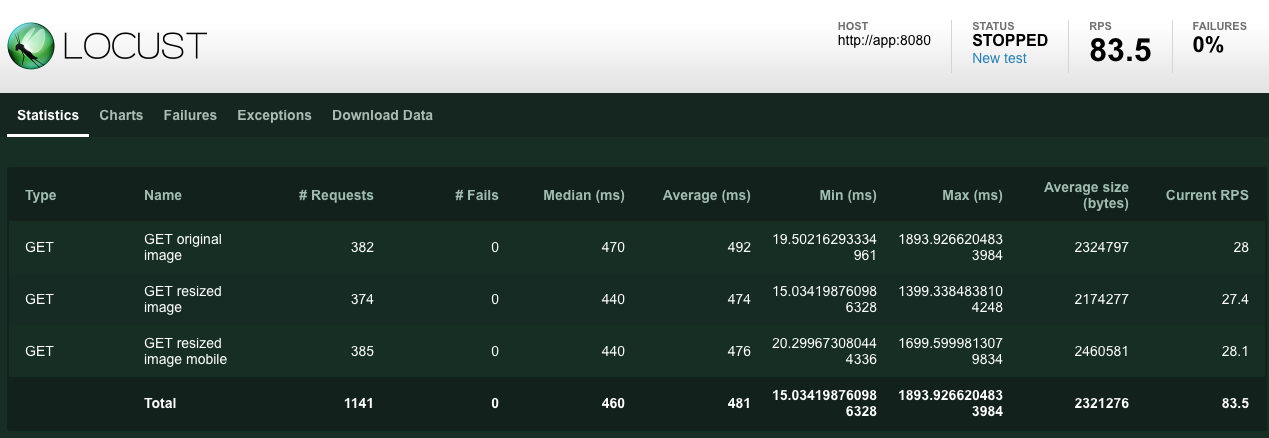 LOCUST
HOST
http://app:8080
STATUS
STOPPED
New test
RPS
83.5
FAILURES
0%
Statistics Charts Failures Exceptions Download Data
Type Name # Requests # Fails Median (ms) Average (ms) Min (ms) Max (ms) Average size (bytes) Current RPS
GET GET original image 382 0 470 492 19.50216293334961 1893.9266204833984 2324797 28
GET GET resized image 374 0 440 474 15.034198760986328 1399.3384838104248 2174277 27.4
GET GET resized image mobile 385 0 440 476 20.299673080444336 1699.5999813079834 2460581 28.1
Total 1141 0 460 481 15.034198760986328 1893.9266204833984 2321276 83.5